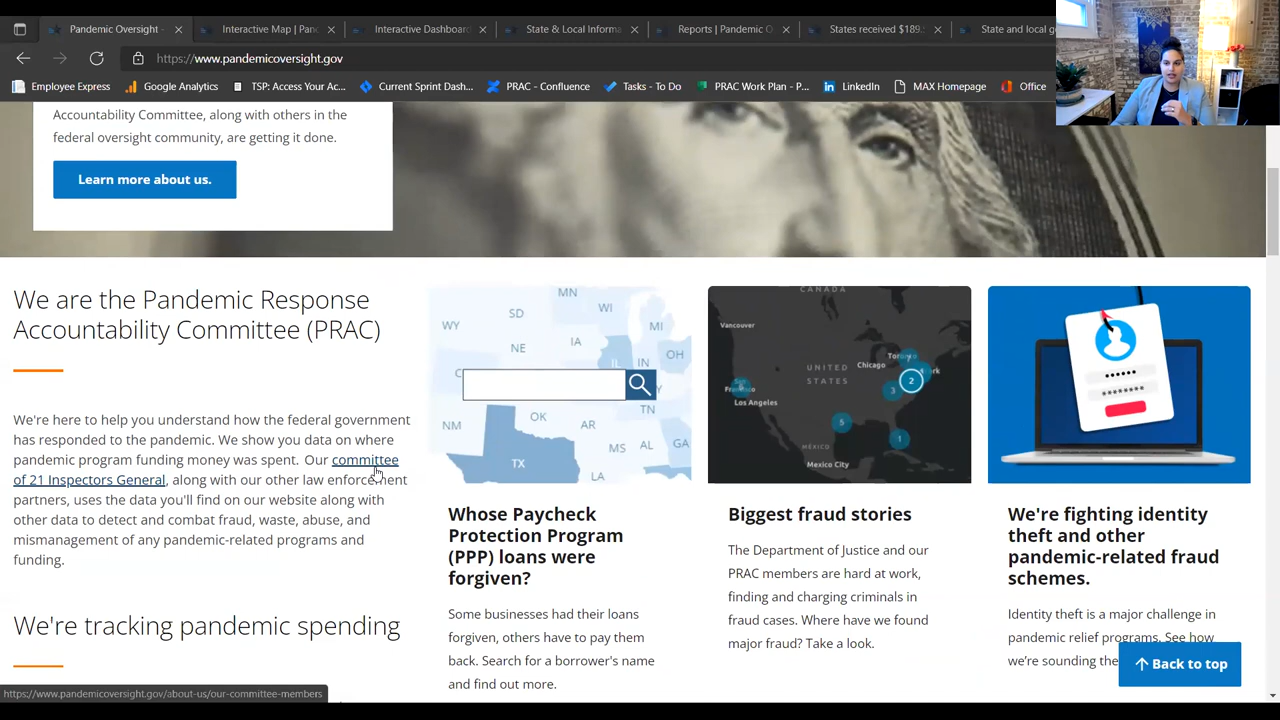 Pandemic Oversight -
Interactive Map | PRAC
Interactive Dashboa
State & Local Informa
Reports | Pandemic O
States received $189
State and local g
https://www.pandemicoversight.gov
Employee Express
Google Analytics
TSP: Access Your Ac...
Current Sprint Dash...
PRAC - Confluence
Tasks - To Do
PRAC Work Plan - P...
LinkedIn
MAX Homepage
Office
Accountability Committee, along with others in the
federal oversight community, are getting it done.
Learn more about us.
We are the Pandemic Response
Accountability Committee (PRAC)
We're here to help you understand how the federal government
has responded to the pandemic. We show you data on where
pandemic program funding money was spent. Our committee
of 21 Inspectors General, along with our other law enforcement
partners, uses the data you'll find on our website along with
other data to detect and combat fraud, waste, abuse, and
mismanagement of any pandemic-related programs and
funding.
We're tracking pandemic spending
MN
SD
WI
WY
MI
NE
IA
IL
IN
OH
TN
NM
OK
AR
MS
AL
GA
TX
LA
Whose Paycheck
Protection Program
(PPP) loans were
forgiven?
Some businesses had their loans
forgiven, others have to pay them
back. Search for a borrower's name
and find out more.
CANADA
Vancouver
Chicago
UNITED
STATES
Los Angeles
MÉXICO
Mexico City
2
3
5
1
Biggest fraud stories
The Department of Justice and our
PRAC members are hard at work,
finding and charging criminals in
fraud cases. Where have we found
major fraud? Take a look.
We're fighting identity
theft and other
pandemic-related fraud
schemes.
Identity theft is a major challenge in
pandemic relief programs. See how
we're sounding the
Back to top
https://www.pandemicoversight.gov/about-us/our-committee-members